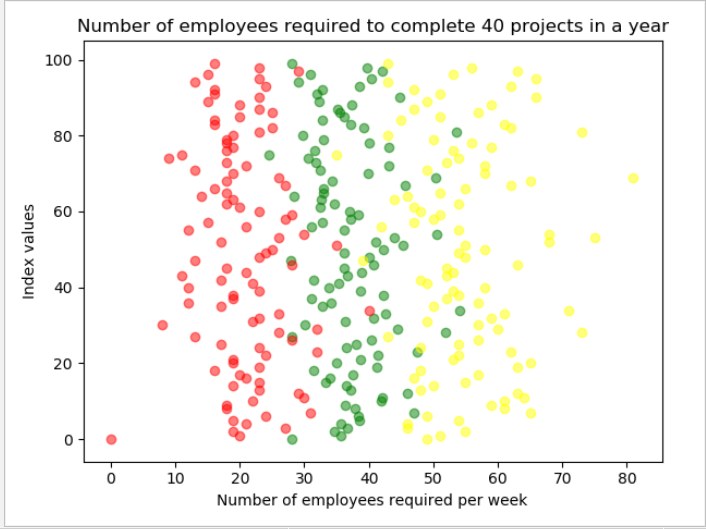 Number of employees required to complete 40 projects in a year
100
80
60
40
20
0
Index values
0 10 20 30 40 50 60 70 80
Number of employees required per week